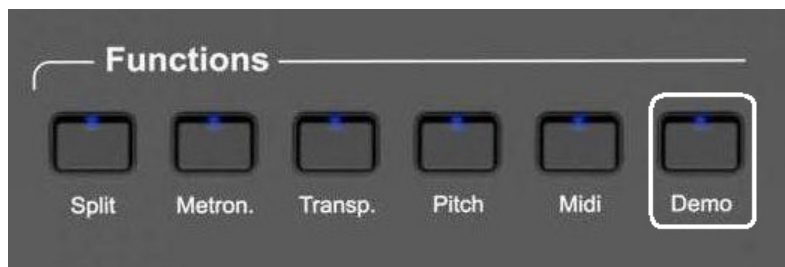 Functions
Split Metron. Transp. Pitch Midi Demo